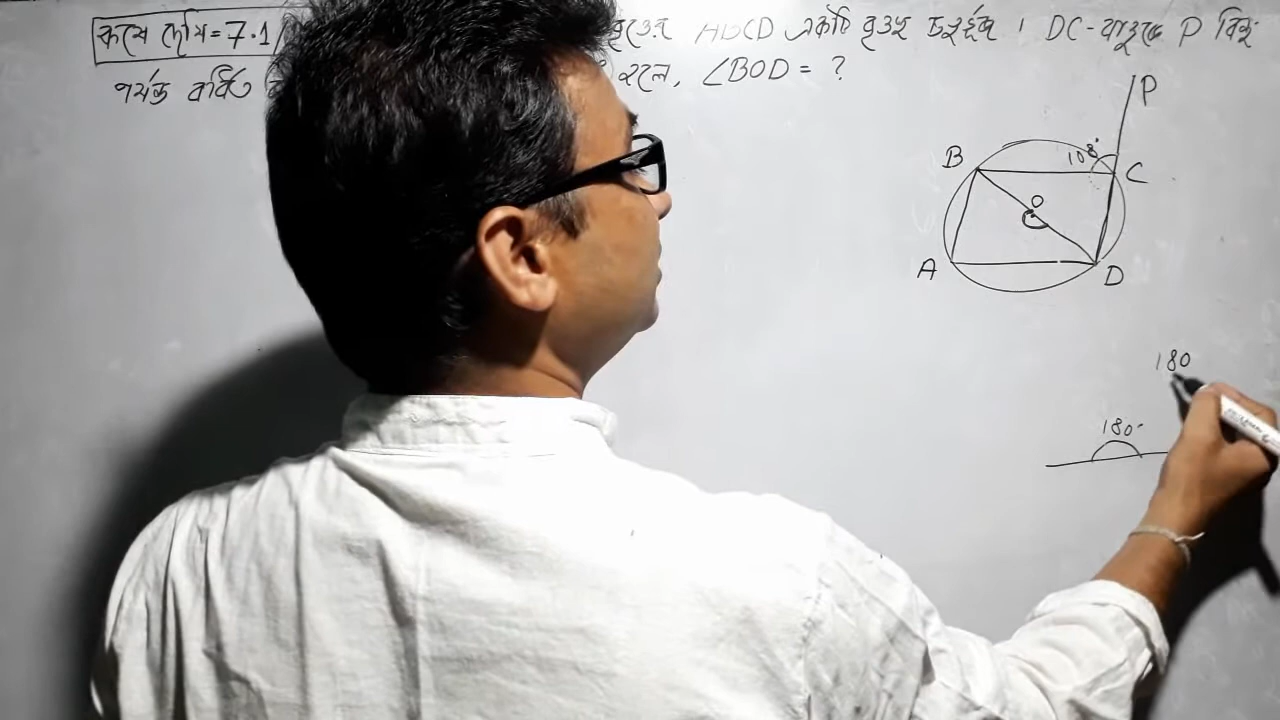 কষে দেখি = 7.1 বৃত্তের ABCD একটি বৃত্তস্থ চতুর্ভুজ । DC-বাহুকে P বিন্দু
পর্যন্ত বর্ধিত হলে, ∠BOD = ?
P
B 108° C
O
A D
180
180°